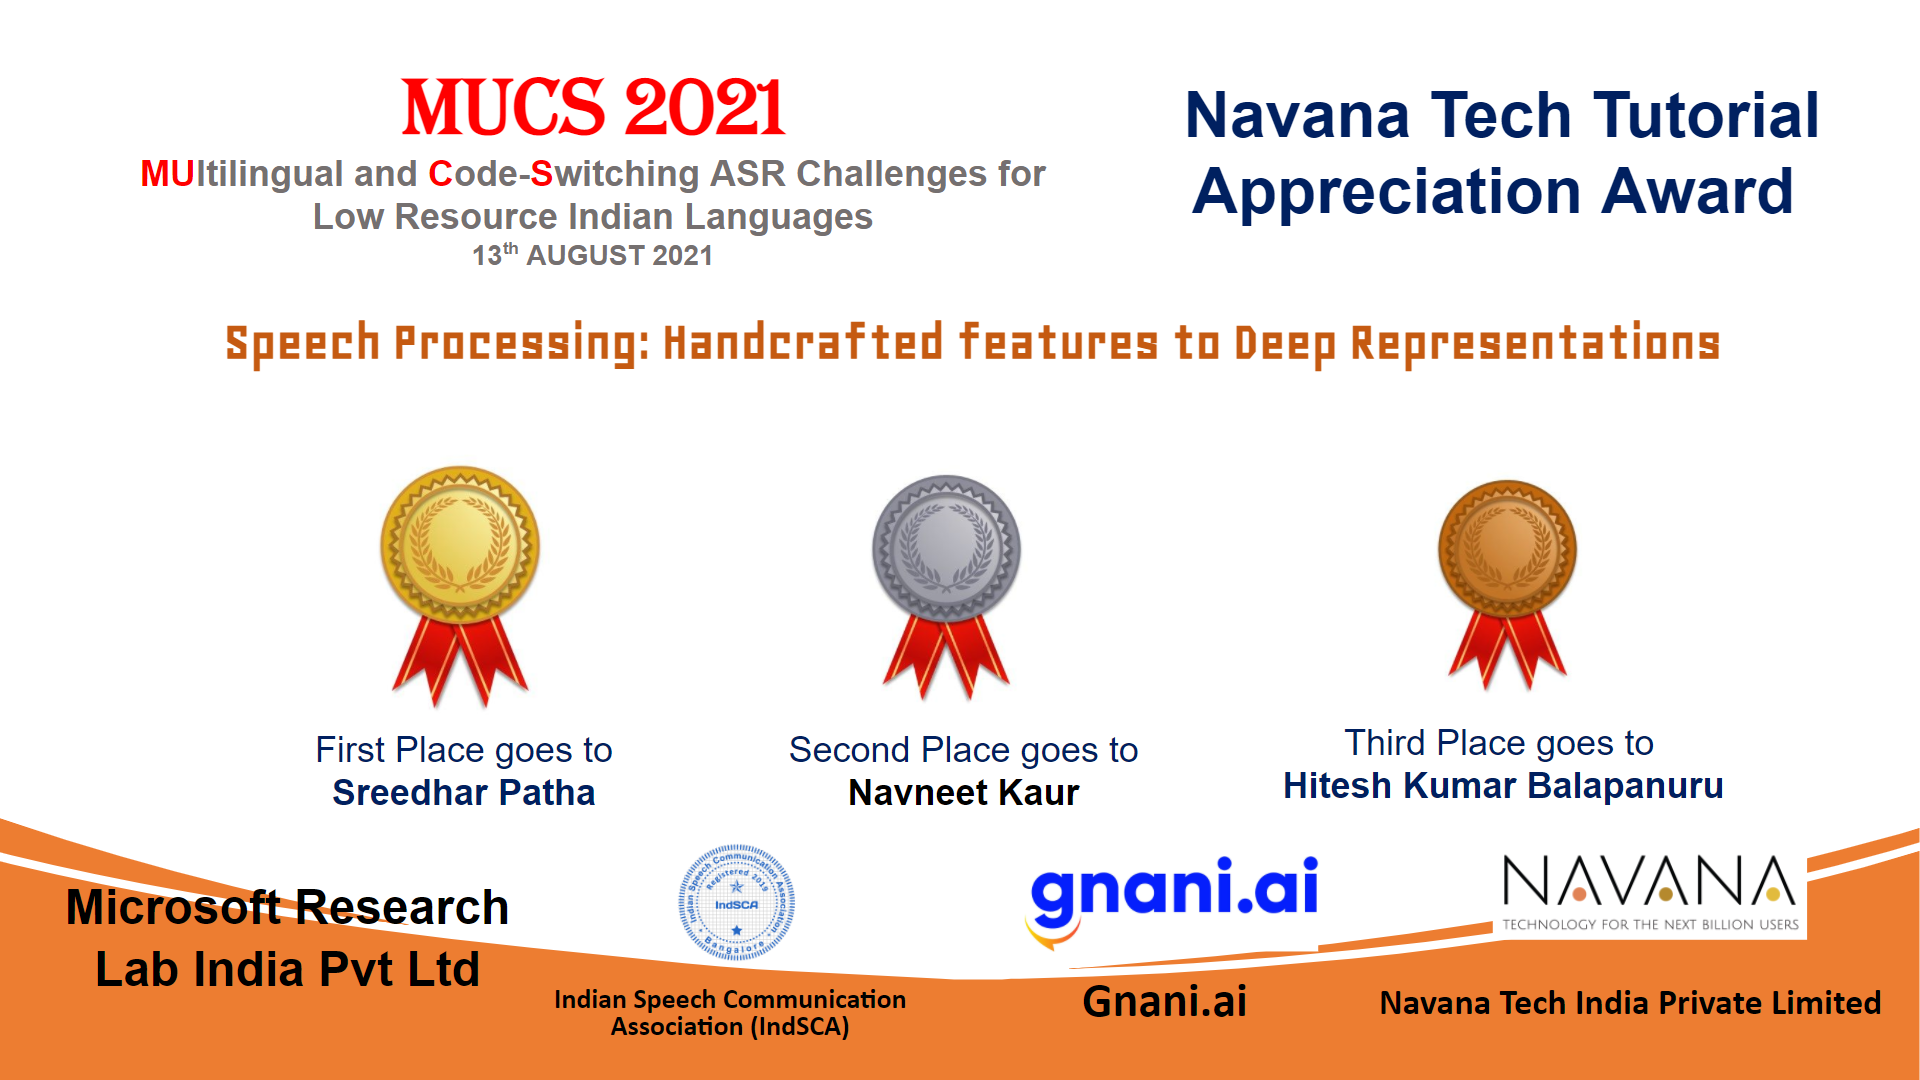 MUCS 2021
MUltilingual and Code-Switching ASR Challenges for
Low Resource Indian Languages
13th AUGUST 2021
Navana Tech Tutorial
Appreciation Award
Speech Processing: Handcrafted features to Deep Representations
First Place goes to
Sreedhar Patha
Second Place goes to
Navneet Kaur
Third Place goes to
Hitesh Kumar Balapanuru
Microsoft Research
Lab India Pvt Ltd
Indian Speech Communication Association
Registered 2019
IndSCA
Bangalore
Indian Speech Communication
Association (IndSCA)
gnani.ai
Gnani.ai
NAVANA
TECHNOLOGY FOR THE NEXT BILLION USERS
Navana Tech India Private Limited